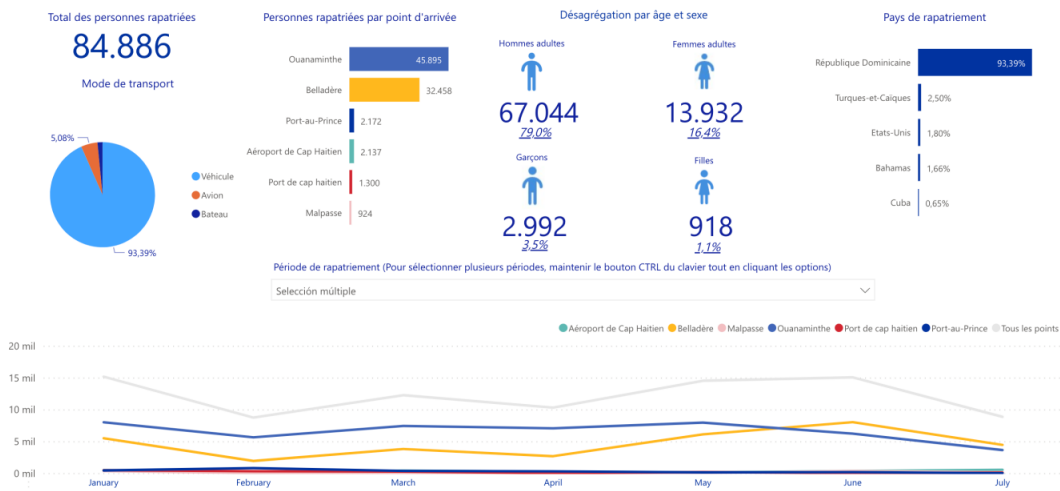 Total des personnes rapatriées
84.886
Mode de transport
5,08%
93,39%
Véhicule
Avion
Bateau
Personnes rapatriées par point d'arrivée
Ouanaminthe 45.895
Belladère 32.458
Port-au-Prince 2.172
Aéroport de Cap Haitien 2.137
Port de cap haitien 1.300
Malpasse 924
Désagrégation par âge et sexe
Hommes adultes
67.044
79,0%
Femmes adultes
13.932
16,4%
Garçons
2.992
3,5%
Filles
918
1,1%
Pays de rapatriement
République Dominicaine 93,39%
Turques-et-Caïques 2,50%
Etats-Unis 1,80%
Bahamas 1,66%
Cuba 0,65%
Période de rapatriement (Pour sélectionner plusieurs périodes, maintenir le bouton CTRL du clavier tout en cliquant les options)
Selección múltiple
Aéroport de Cap Haitien Belladère Malpasse Ouanaminthe Port de cap haitien Port-au-Prince Tous les points
20 mil
15 mil
10 mil
5 mil
0 mil
January February March April May June July